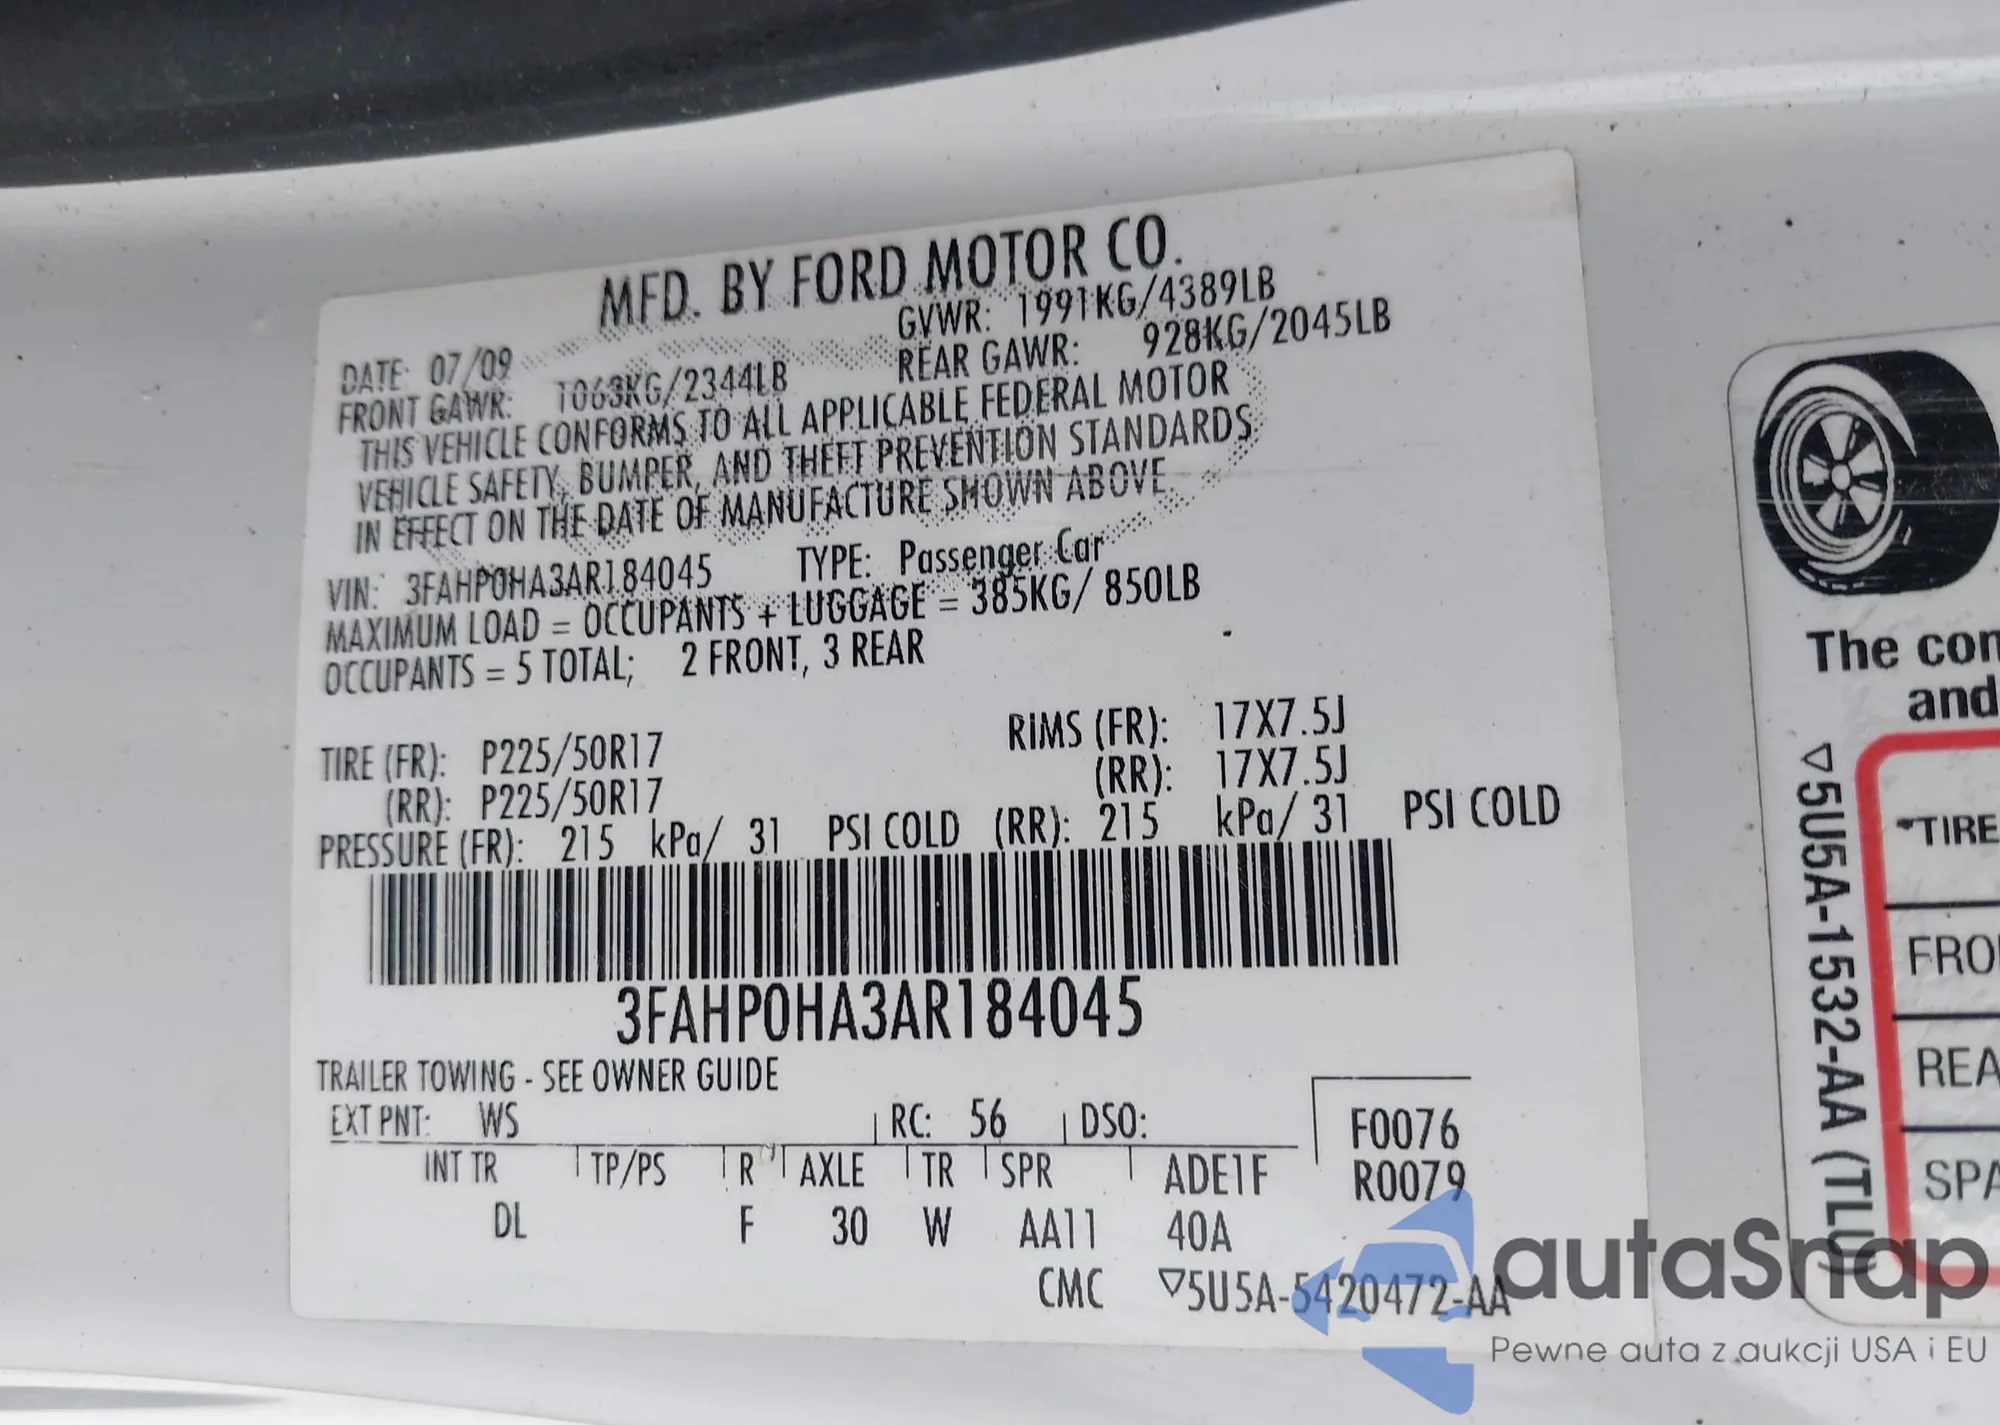 MFD. BY FORD MOTOR CO.
DATE: 07/09 GVWR: 1991KG/4389LB
FRONT GAWR: 1063KG/2344LB REAR GAWR: 928KG/2045LB
THIS VEHICLE CONFORMS TO ALL APPLICABLE FEDERAL MOTOR
VEHICLE SAFETY, BUMPER, AND THEFT PREVENTION STANDARDS
IN EFFECT ON THE DATE OF MANUFACTURE SHOWN ABOVE
VIN: 3FAHP0HA3AR184045 TYPE: Passenger Car
MAXIMUM LOAD = OCCUPANTS + LUGGAGE = 385KG/ 850LB
OCCUPANTS = 5 TOTAL; 2 FRONT, 3 REAR
TIRE (FR): P225/50R17 RIMS (FR): 17X7.5J
(RR): P225/50R17 (RR): 17X7.5J
PRESSURE (FR): 215 kPa/ 31 PSI COLD (RR): 215 kPa/ 31 PSI COLD
3FAHP0HA3AR184045
TRAILER TOWING - SEE OWNER GUIDE
EXT PNT: WS RC: 56 DSO: F0076
INT TR TP/PS R AXLE TR SPR ADE1F R0079
DL F 30 W AA11 40A
CMC ▽5U5A-5420472-AA
The con
and
▽5U5A-1532-AA (TLU)
*TIRE
FRO
REA
SPA
autaSnap
Pewne auta z aukcji USA i EU